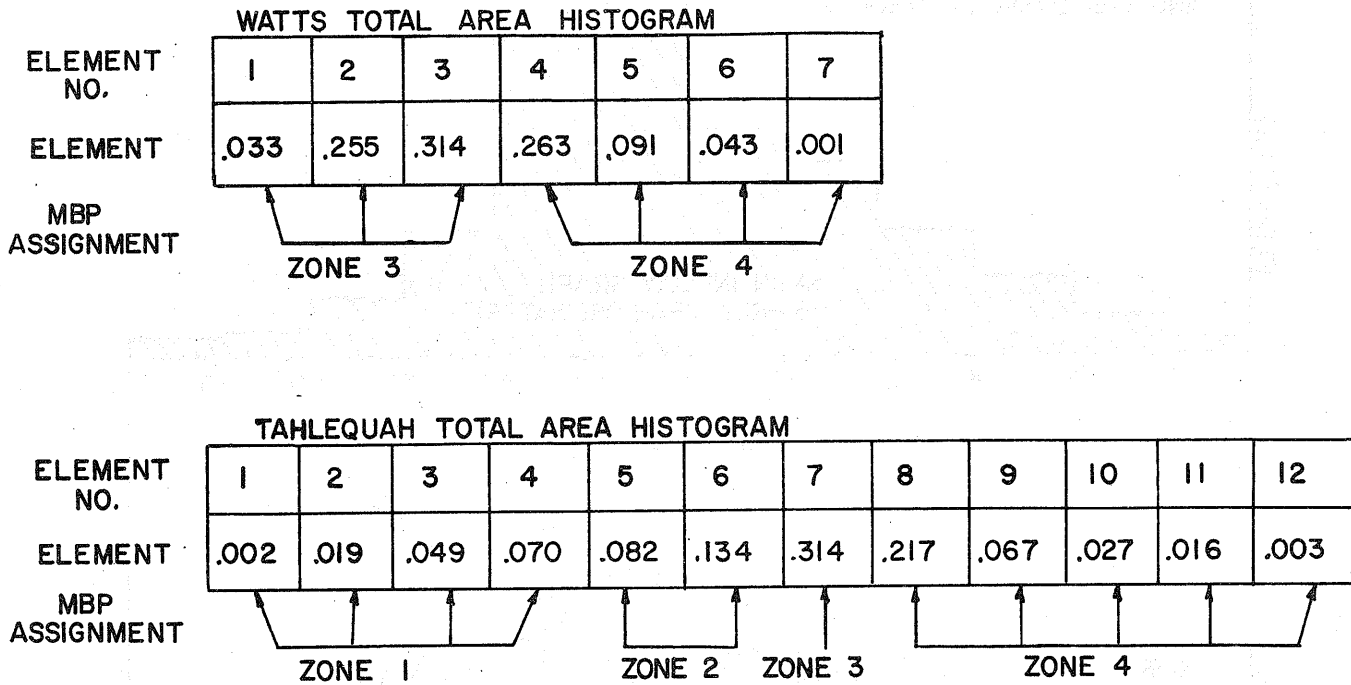 WATTS TOTAL AREA HISTOGRAM
ELEMENT NO. 1 2 3 4 5 6 7
ELEMENT .033 .255 .314 .263 .091 .043 .001
MBP ASSIGNMENT
ZONE 3 ZONE 4
TAHLEQUAH TOTAL AREA HISTOGRAM
ELEMENT NO. 1 2 3 4 5 6 7 8 9 10 11 12
ELEMENT .002 .019 .049 .070 .082 .134 .314 .217 .067 .027 .016 .003
MBP ASSIGNMENT
ZONE 1 ZONE 2 ZONE 3 ZONE 4